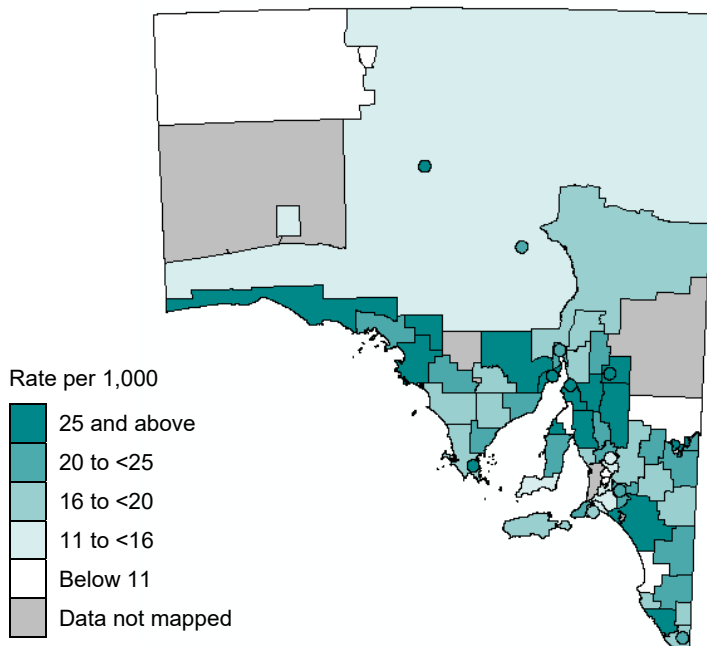 Rate per 1,000
25 and above
20 to <25
16 to <20
11 to <16
Below 11
Data not mapped